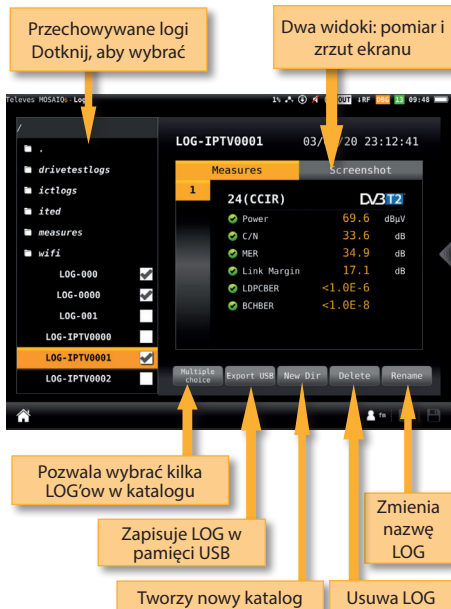 Przechowywane logi
Dotknij, aby wybrać
Dwa widoki: pomiar i
zrzut ekranu
Televes MOSAIQ6-Log
1% OUT ↓RF 13 09:48
/
.
drivetestlogs
ictlogs
ited
measures
wifi
LOG-000
LOG-0000
LOG-001
LOG-IPTV0000
LOG-IPTV0001
LOG-IPTV0002
LOG-IPTV0001 03/ /20 23:12:41
Measures Screenshot
1
24(CCIR) DVB T2
Power 69.6 dBµV
C/N 33.6 dB
MER 34.9 dB
Link Margin 17.1 dB
LDPCBER <1.0E-6
BCHBER <1.0E-8
Multiple
choice
Export USB
New Dir
Delete
Rename
fm
Pozwala wybrać kilka
LOG'ow w katalogu
Zapisuje LOG w
pamięci USB
Tworzy nowy katalog
Usuwa LOG
Zmienia
nazwę
LOG